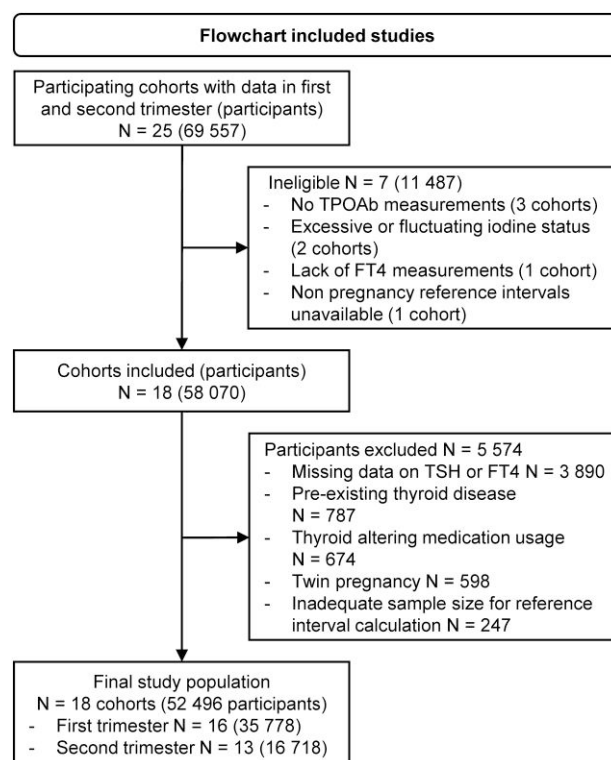 Flowchart included studies
Participating cohorts with data in first
and second trimester (participants)
N = 25 (69 557)
Ineligible N = 7 (11 487)
- No TPOAb measurements (3 cohorts)
- Excessive or fluctuating iodine status
(2 cohorts)
- Lack of FT4 measurements (1 cohort)
- Non pregnancy reference intervals
unavailable (1 cohort)
Cohorts included (participants)
N = 18 (58 070)
Participants excluded N = 5 574
- Missing data on TSH or FT4 N = 3 890
- Pre-existing thyroid disease
N = 787
- Thyroid altering medication usage
N = 674
- Twin pregnancy N = 598
- Inadequate sample size for reference
interval calculation N = 247
Final study population
N = 18 cohorts (52 496 participants)
- First trimester N = 16 (35 778)
- Second trimester N = 13 (16 718)